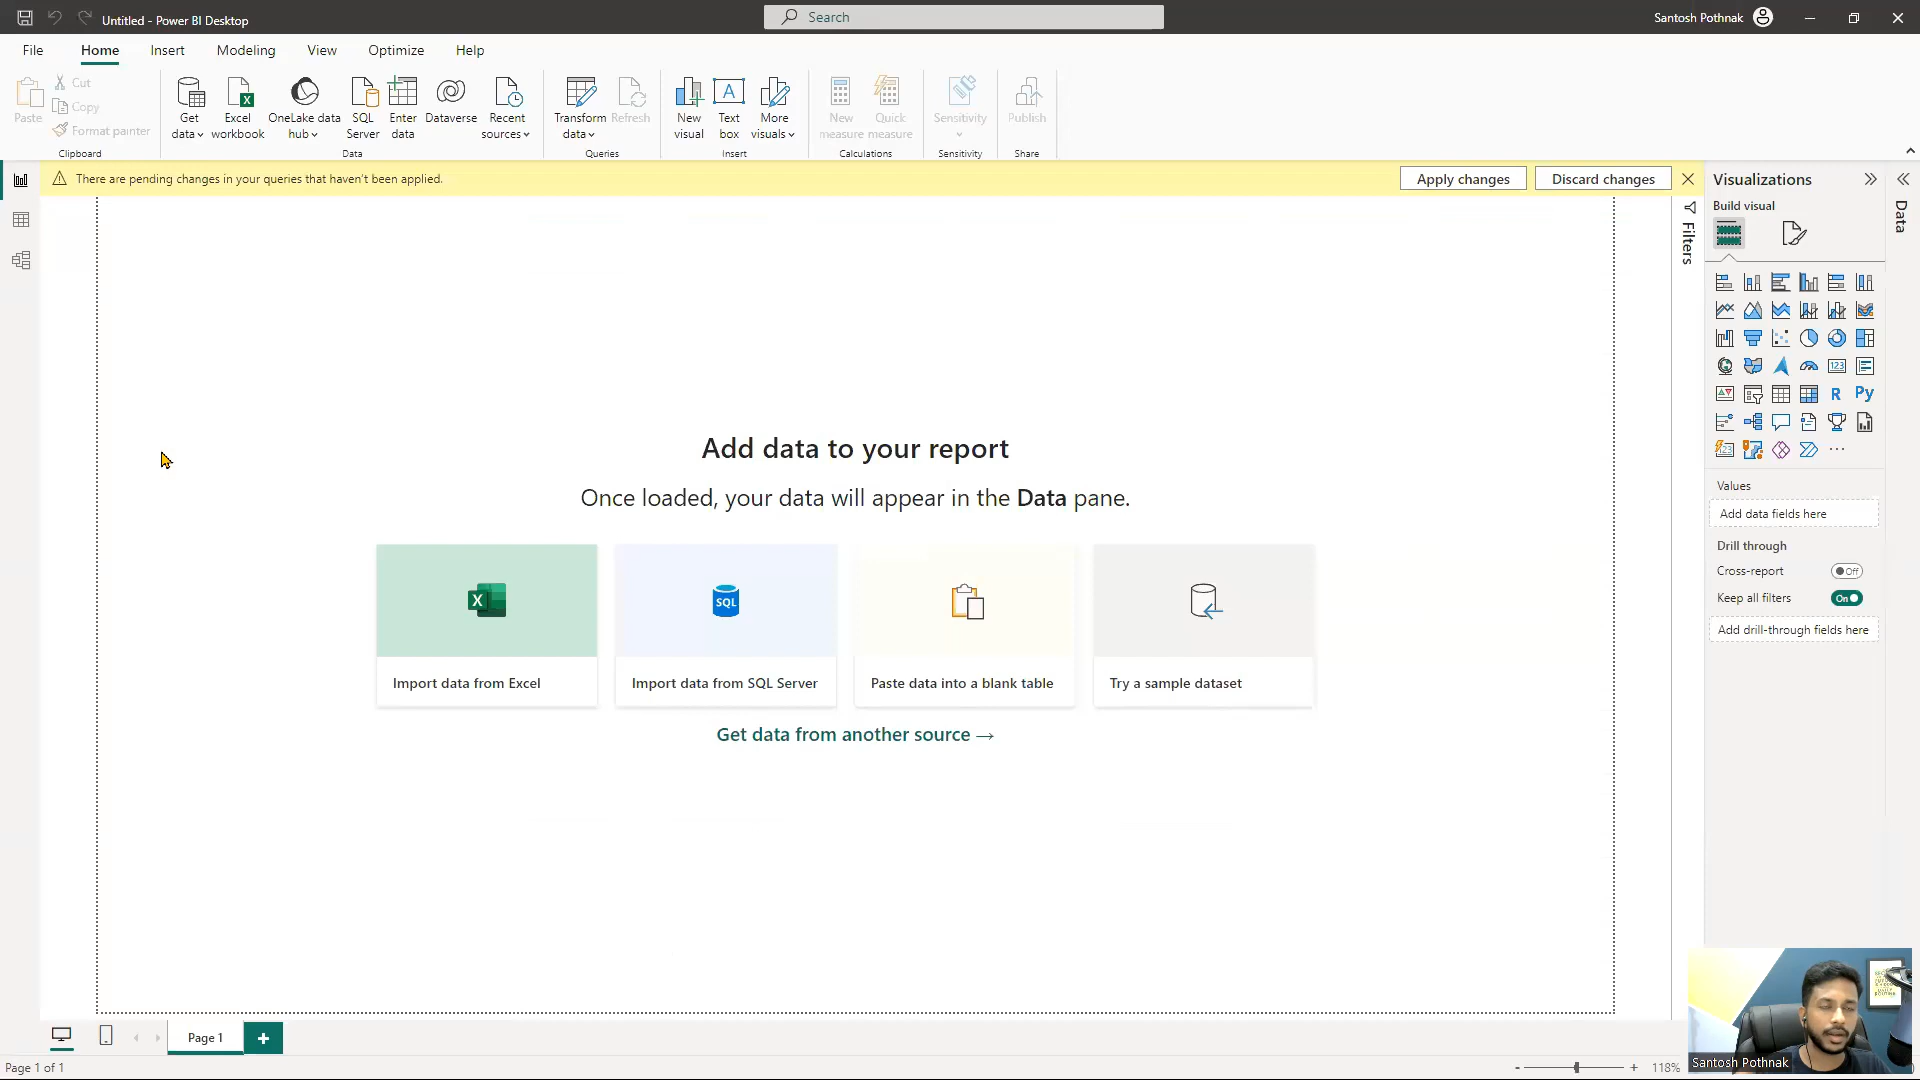 Untitled - Power BI Desktop
Search
Santosh Pothnak
File
Home
Insert
Modeling
View
Optimize
Help
Paste
Cut
Copy
Format painter
Clipboard
Get
data
Excel
workbook
OneLake data
hub
SQL
Server
Enter
data
Dataverse
Recent
sources
Data
Transform
data
Refresh
Queries
New
visual
Text
box
More
visuals
Insert
New
measure
Quick
measure
Calculations
Sensitivity
Sensitivity
Publish
Share
There are pending changes in your queries that haven't been applied.
Apply changes
Discard changes
Filters
Visualizations
Build visual
Data
123
R
Py
123
Values
Add data fields here
Drill through
Cross-report
Off
Keep all filters
On
Add drill-through fields here
Add data to your report
Once loaded, your data will appear in the Data pane.
X
SQL
Import data from Excel
Import data from SQL Server
Paste data into a blank table
Try a sample dataset
Get data from another source →
Page 1
Page 1 of 1
118%
Santosh Pothnak